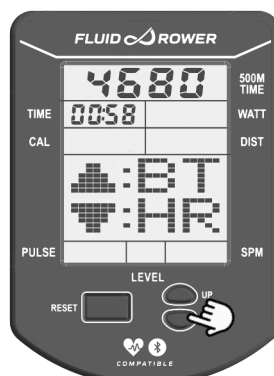 FLUID ROWER
4680
500M
TIME
TIME
00:58
WATT
CAL
DIST
▲:BT
▼:HR
PULSE
SPM
LEVEL
UP
RESET
COMPATIBLE